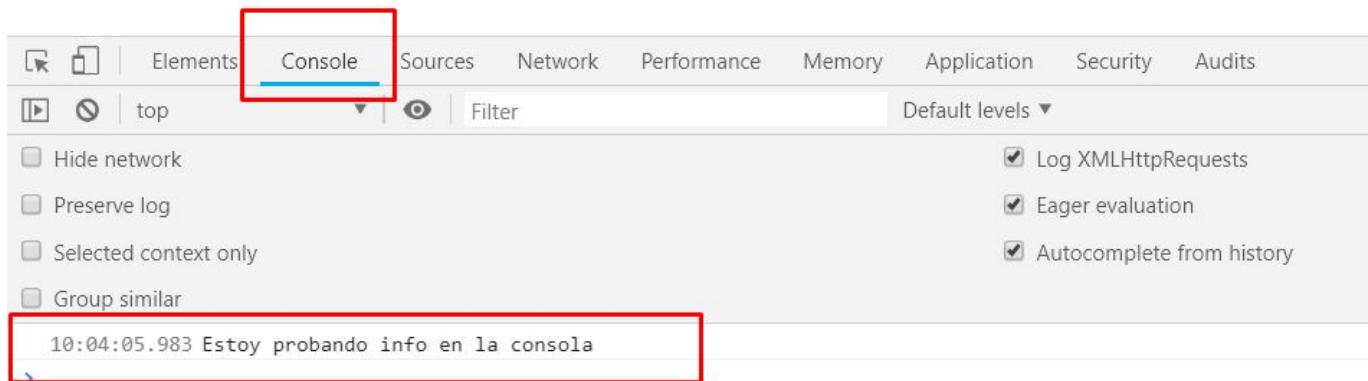 Elements Console Sources Network Performance Memory Application Security Audits
top Filter Default levels
Hide network Log XMLHttpRequests
Preserve log Eager evaluation
Selected context only Autocomplete from history
Group similar
10:04:05.983 Estoy probando info en la consola